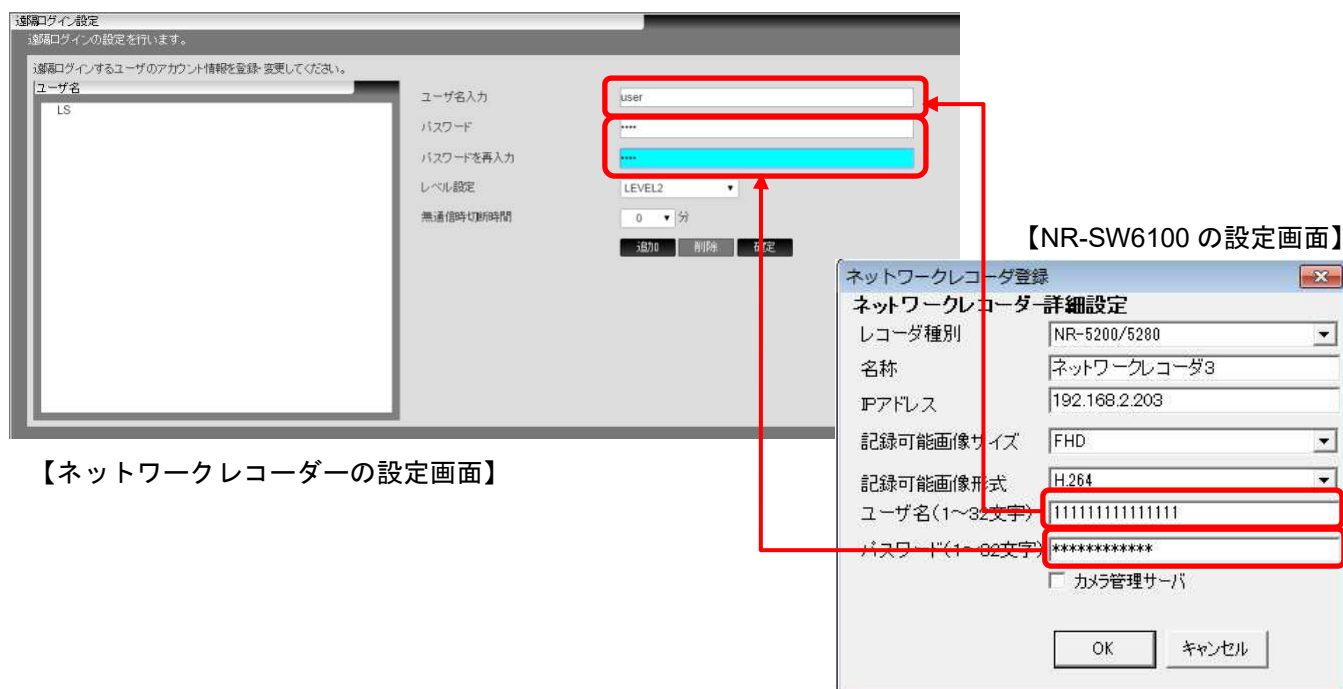 遠隔ログイン設定
遠隔ログインの設定を行います。
遠隔ログインするユーザのアカウント情報を登録・変更してください。
ユーザ名
LS
ユーザ名入力
user
パスワード
••••
パスワードを再入力
••••
レベル設定
LEVEL2
無通信時切断時間
0
分
追加
削除
確定
【ネットワークレコーダーの設定画面】
【NR-SW6100 の設定画面】
ネットワークレコーダ登録
ネットワークレコーダー詳細設定
レコーダ種別
NR-5200/5280
名称
ネットワークレコーダ3
IPアドレス
192.168.2.203
記録可能画像サイズ
FHD
記録可能画像形式
H.264
ユーザ名(1～32文字)
111111111111111
パスワード(1～32文字)
************
カメラ管理サーバ
OK
キャンセル